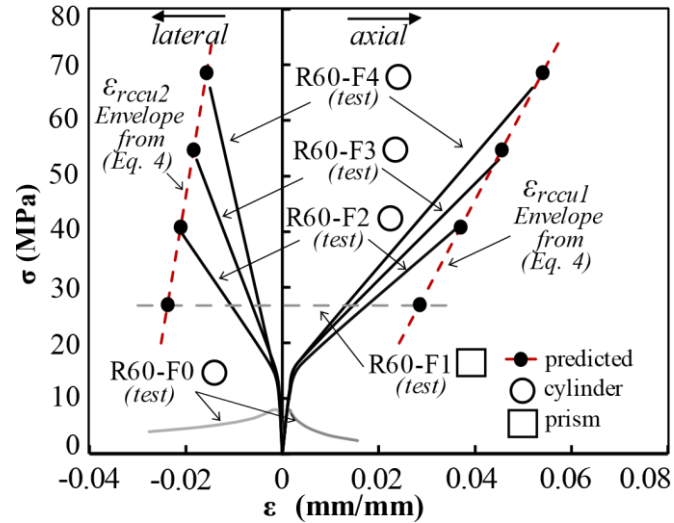 80
70
60
50
40
30
20
10
0
σ (MPa)
lateral
axial
εrccu2
Envelope
from
(Eq. 4)
R60-F4
(test)
R60-F3
(test)
R60-F2
(test)
εrccu1
Envelope
from
(Eq. 4)
R60-F0
(test)
R60-F1
(test)
predicted
cylinder
prism
-0.04 -0.02 0 0.02 0.04 0.06 0.08
ε (mm/mm)